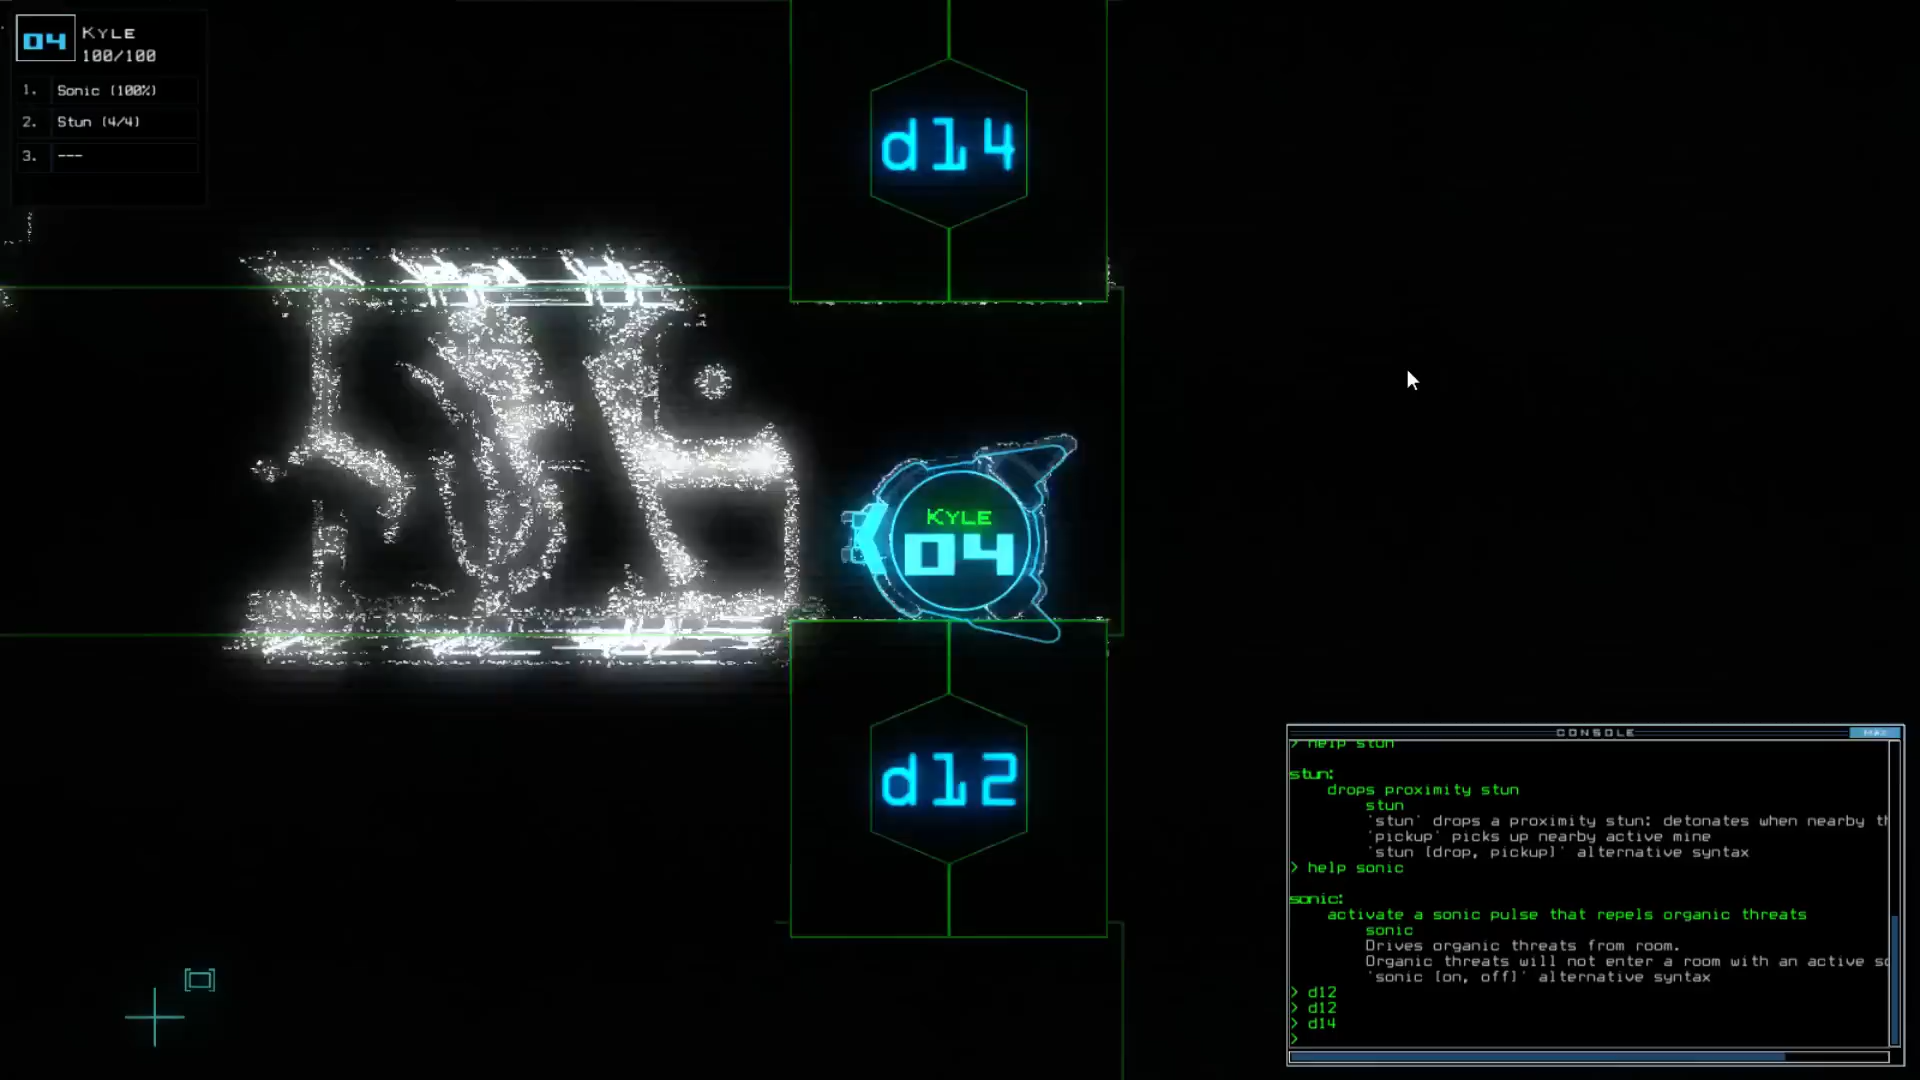 04 Kyle
100/100
1. Sonic (100%)
2. Stun (4/4)
3. ---
d14
Kyle
04
d12
CONSOLE
MAX
> help stun
stun:
drops proximity stun
stun
'stun' drops a proximity stun: detonates when nearby th
'pickup' picks up nearby active mine
'stun [drop, pickup]' alternative syntax
> help sonic
sonic:
activate a sonic pulse that repels organic threats
sonic
Drives organic threats from room.
Organic threats will not enter a room with an active so
'sonic [on, off]' alternative syntax
> d12
> d12
> d14
>